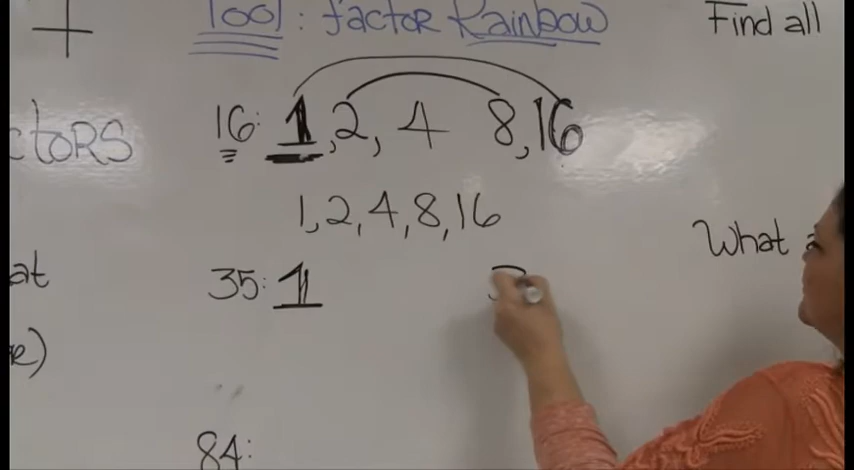 Tool: factor Rainbow
Find all
16: 1, 2, 4 8, 16
ctors
1, 2, 4, 8, 16
What
at
35: 1
e)
84: